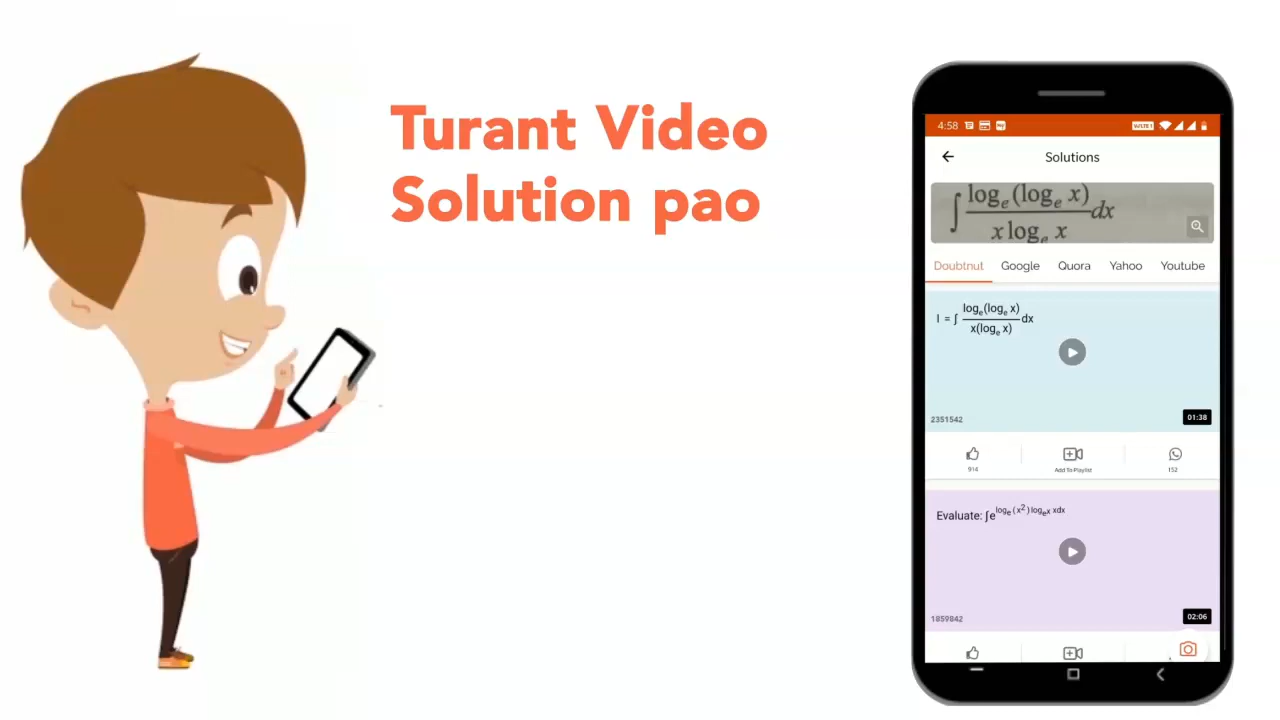 Turant Video
Solution pao
4:58
VoLTE1
Solutions
∫ logₑ(logₑ x) / x logₑ x dx
Doubtnut Google Quora Yahoo Youtube
I = ∫ logₑ(logₑ x) / x(logₑ x) dx
2351542 01:38
914 Add To Playlist 152
Evaluate: ∫e^logₑ(x²)logₑx xdx
1859842 02:06